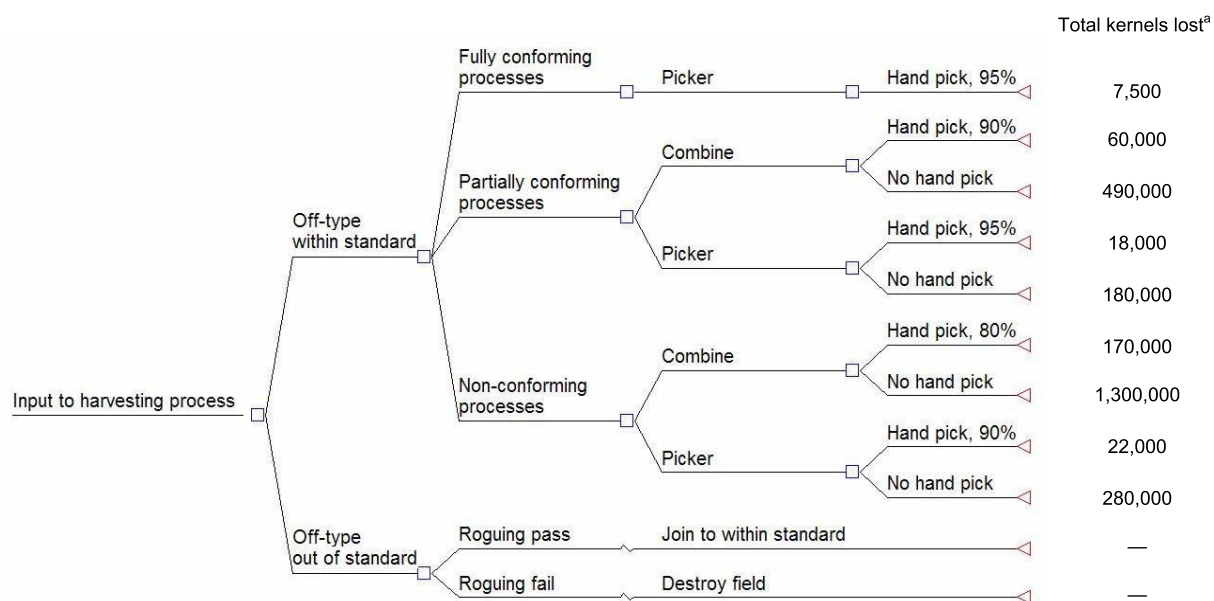 Total kernels lostᵃ
Fully conforming
processes
Picker
Hand pick, 95%
7,500
Hand pick, 90%
60,000
Combine
No hand pick
490,000
Partially conforming
processes
Off-type
within standard
Hand pick, 95%
18,000
Picker
No hand pick
180,000
Hand pick, 80%
170,000
Combine
No hand pick
1,300,000
Non-conforming
processes
Input to harvesting process
Hand pick, 90%
22,000
Picker
No hand pick
280,000
Off-type
out of standard
Roguing pass
Join to within standard
—
Roguing fail
Destroy field
—